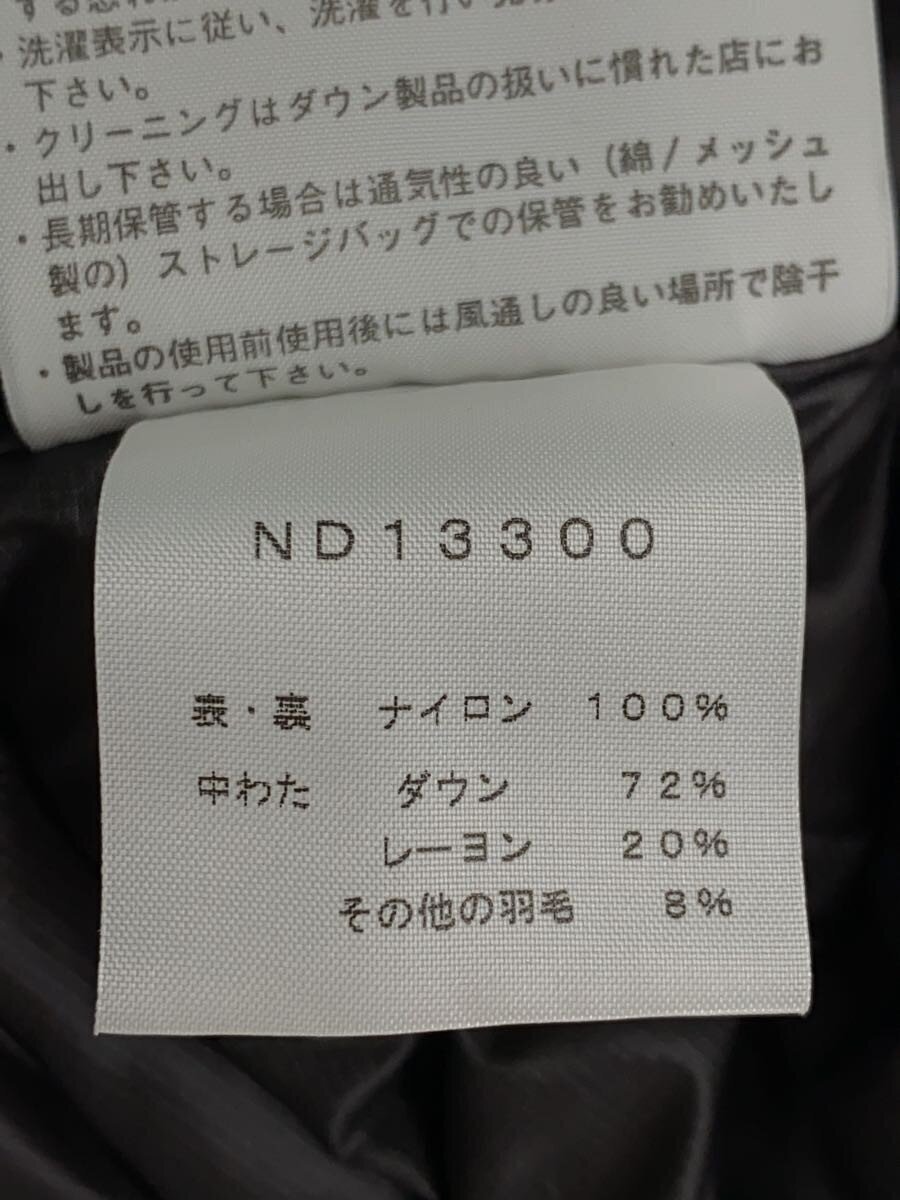 ・洗濯表示に従い、洗濯を行い
下さい。
・クリーニングはダウン製品の扱いに慣れた店にお
出し下さい。
・長期保管する場合は通気性の良い（綿/メッシュ
製の）ストレージバッグでの保管をお勧めいたし
ます。
・製品の使用前使用後には風通しの良い場所で陰干
しを行って下さい。
ND13300
表・裏 ナイロン 100%
中わた ダウン 72%
レーヨン 20%
その他の羽毛 8%